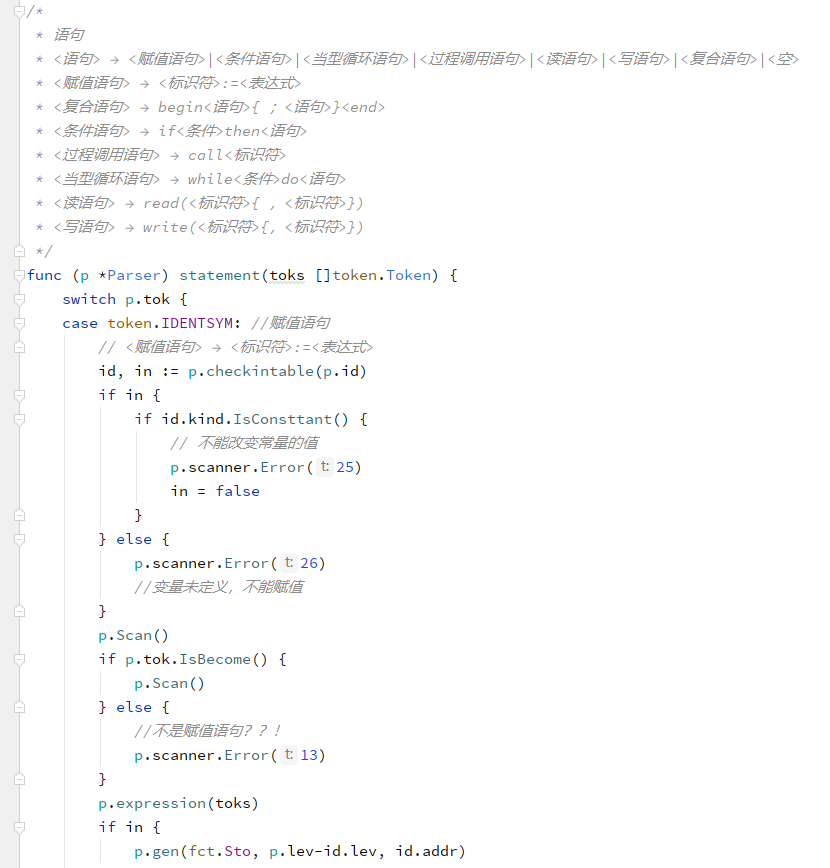 /*
 * 语句
 * <语句> → <赋值语句>|<条件语句>|<当型循环语句>|<过程调用语句>|<读语句>|<写语句>|<复合语句>|<空>
 * <赋值语句> → <标识符>:=<表达式>
 * <复合语句> → begin<语句>{ ;<语句>}<end>
 * <条件语句> → if<条件>then<语句>
 * <过程调用语句> → call<标识符>
 * <当型循环语句> → while<条件>do<语句>
 * <读语句> → read(<标识符>{ ,<标识符>})
 * <写语句> → write(<标识符>{,<标识符>})
 */
func (p *Parser) statement(toks []token.Token) {
    switch p.tok {
    case token.IDENTSYM: //赋值语句
        // <赋值语句> → <标识符>:=<表达式>
        id, in := p.checkintable(p.id)
        if in {
            if id.kind.IsConsttant() {
                // 不能改变常量的值
                p.scanner.Error( t: 25)
                in = false
            }
        } else {
            p.scanner.Error( t: 26)
            //变量未定义，不能赋值
        }
        p.Scan()
        if p.tok.IsBecome() {
            p.Scan()
        } else {
            //不是赋值语句？？！
            p.scanner.Error( t: 13)
        }
        p.expression(toks)
        if in {
            p.gen(fct.Sto, p.lev-id.lev, id.addr)